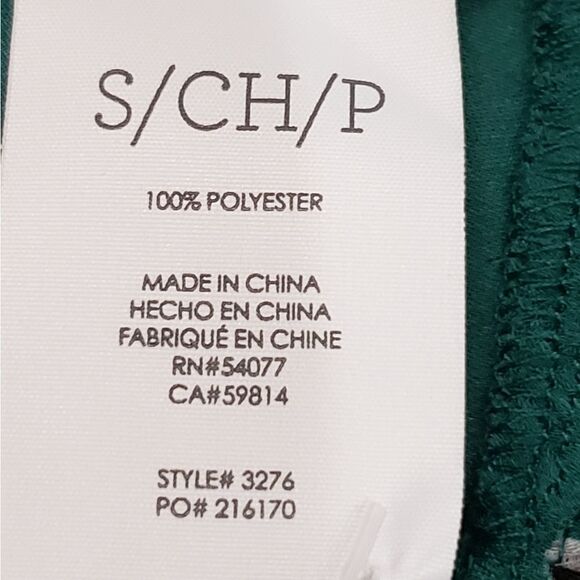 S/CH/P
100% POLYESTER
MADE IN CHINA
HECHO EN CHINA
FABRIQUÉ EN CHINE
RN#54077
CA#59814
STYLE# 3276
PO# 216170